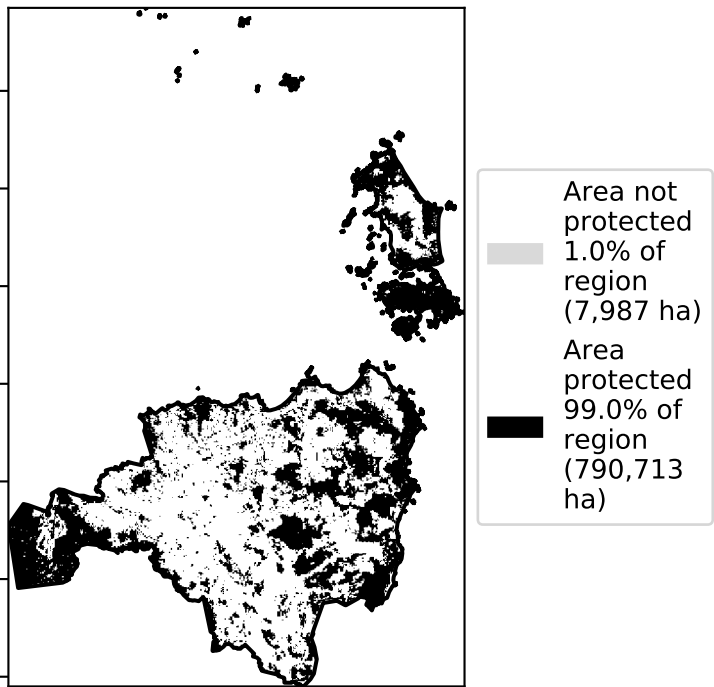 Area not
protected
1.0% of
region
(7,987 ha)
Area
protected
99.0% of
region
(790,713
ha)